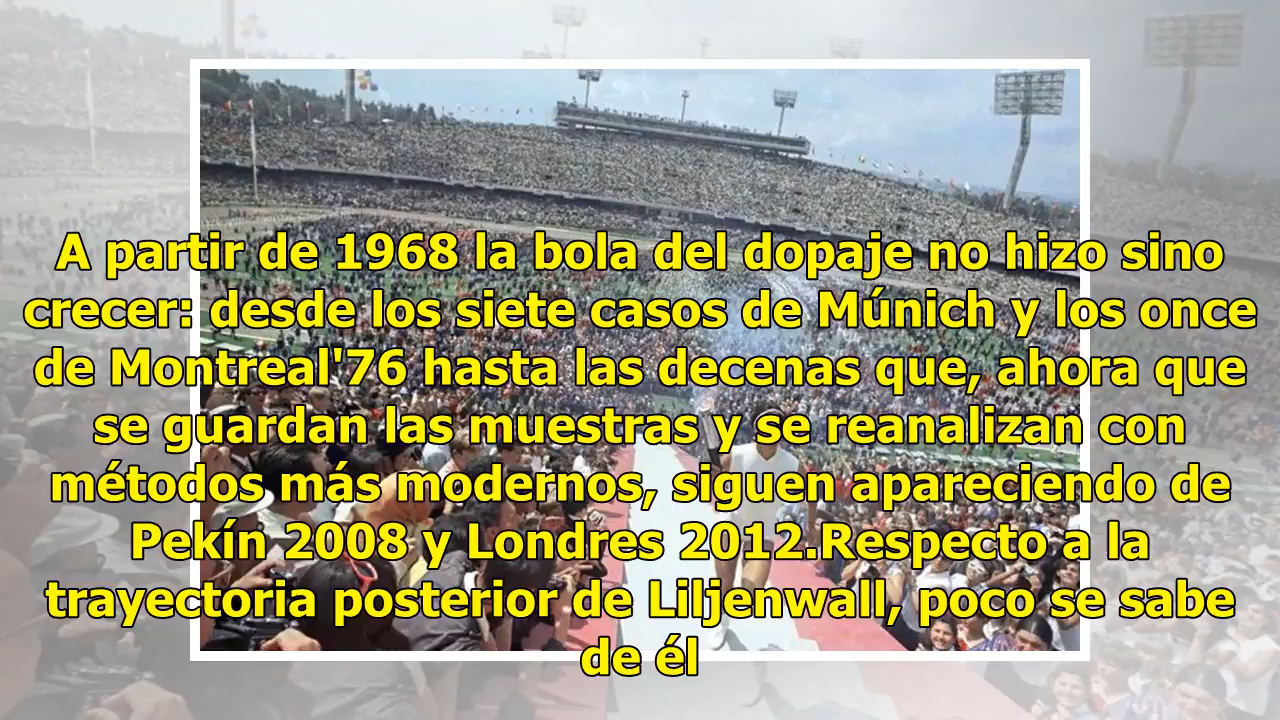 A partir de 1968 la bola del dopaje no hizo sino
crecer: desde los siete casos de Múnich y los once
de Montreal'76 hasta las decenas que, ahora que
se guardan las muestras y se reanalizan con
métodos más modernos, siguen apareciendo de
Pekín 2008 y Londres 2012.Respecto a la
trayectoria posterior de Liljenwall, poco se sabe
de él